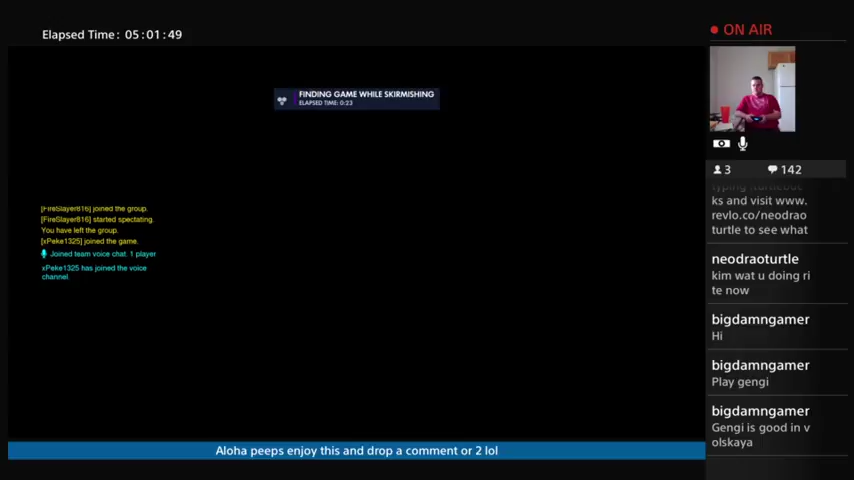 Elapsed Time: 05:01:49
ON AIR
FINDING GAME WHILE SKIRMISHING
ELAPSED TIME: 0:23
3 142
[FireSlayer816] joined the group.
[FireSlayer816] started spectating.
You have left the group.
[xPeke1325] joined the game.
Joined team voice chat. 1 player
xPeke1325 has joined the voice
channel.
ks and visit www.
revlo.co/neodrao
turtle to see what
neodraoturtle
kim wat u doing ri
te now
bigdamngamer
Hi
bigdamngamer
Play gengi
bigdamngamer
Gengi is good in v
olskaya
Aloha peeps enjoy this and drop a comment or 2 lol